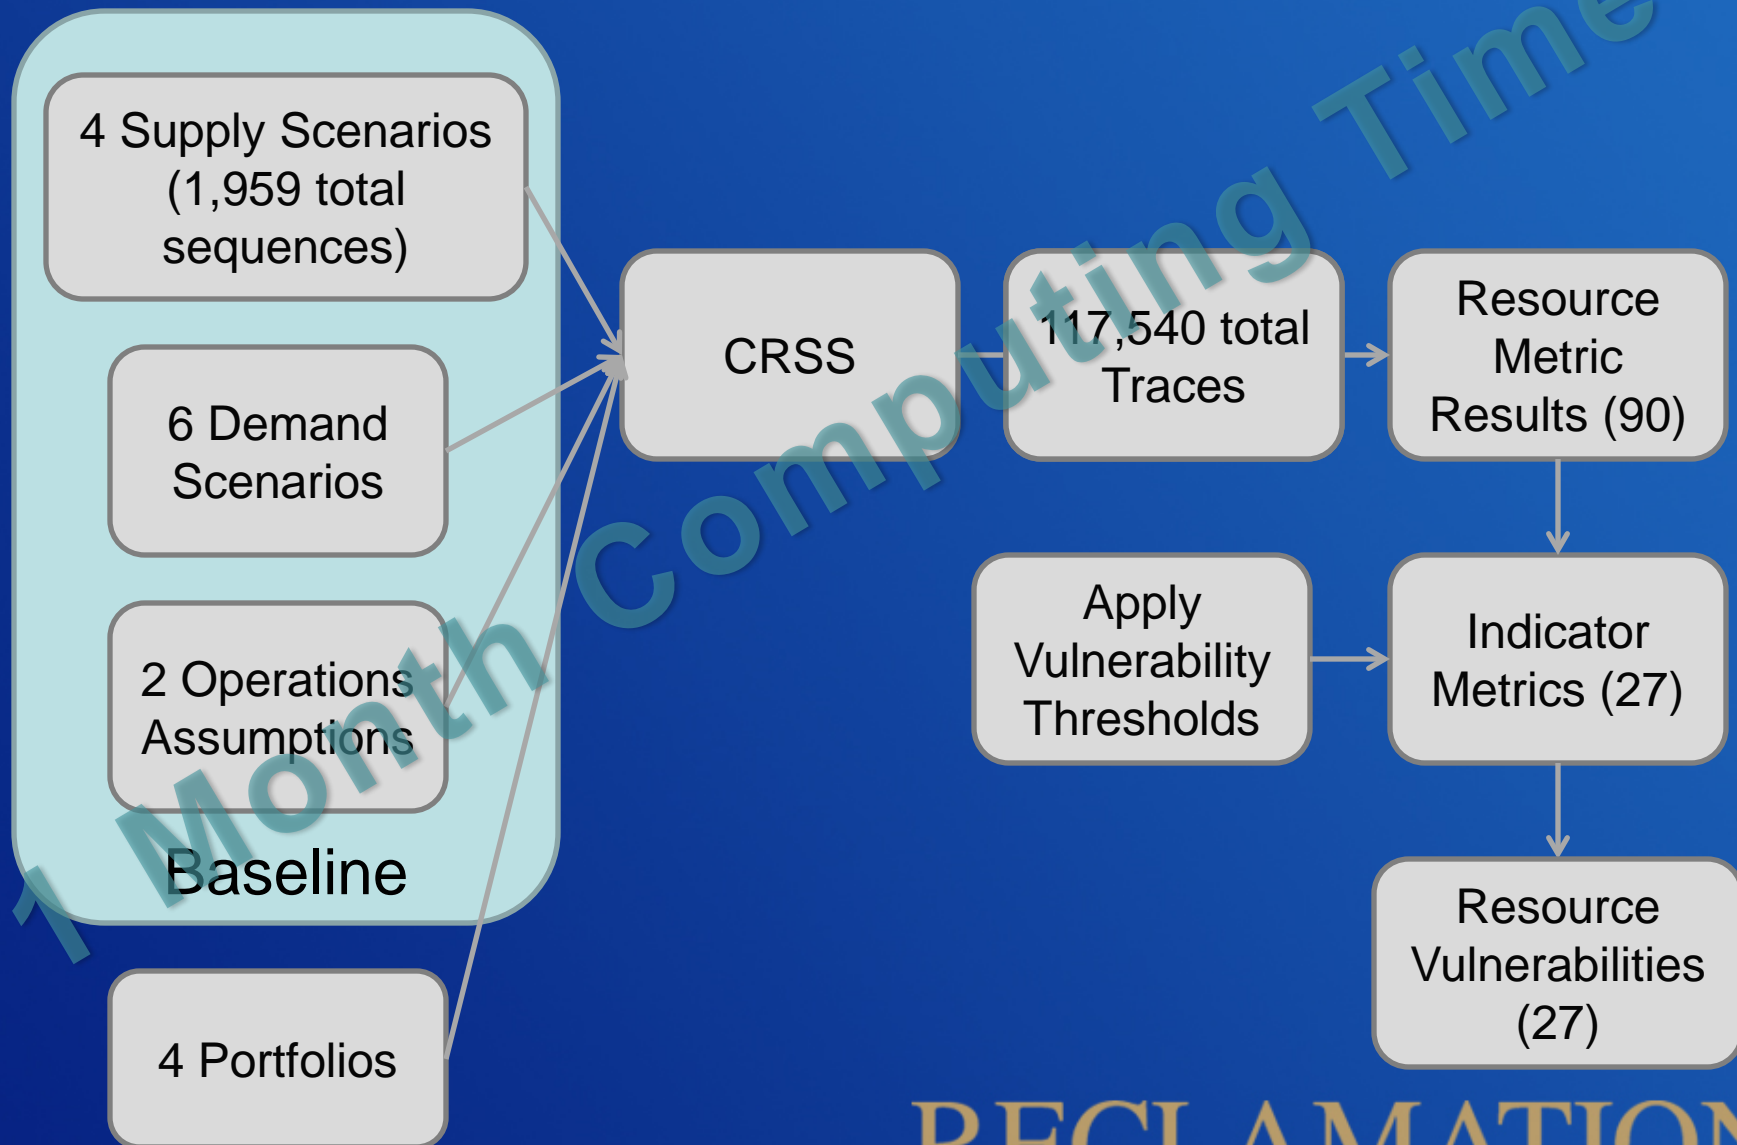 4 Supply Scenarios
(1,959 total
sequences)
6 Demand
Scenarios
2 Operations
Assumptions
Baseline
4 Portfolios
CRSS
117,540 total
Traces
Resource
Metric
Results (90)
Apply
Vulnerability
Thresholds
Indicator
Metrics (27)
Resource
Vulnerabilities
(27)
1 Month Computing Time
RECLAMATION